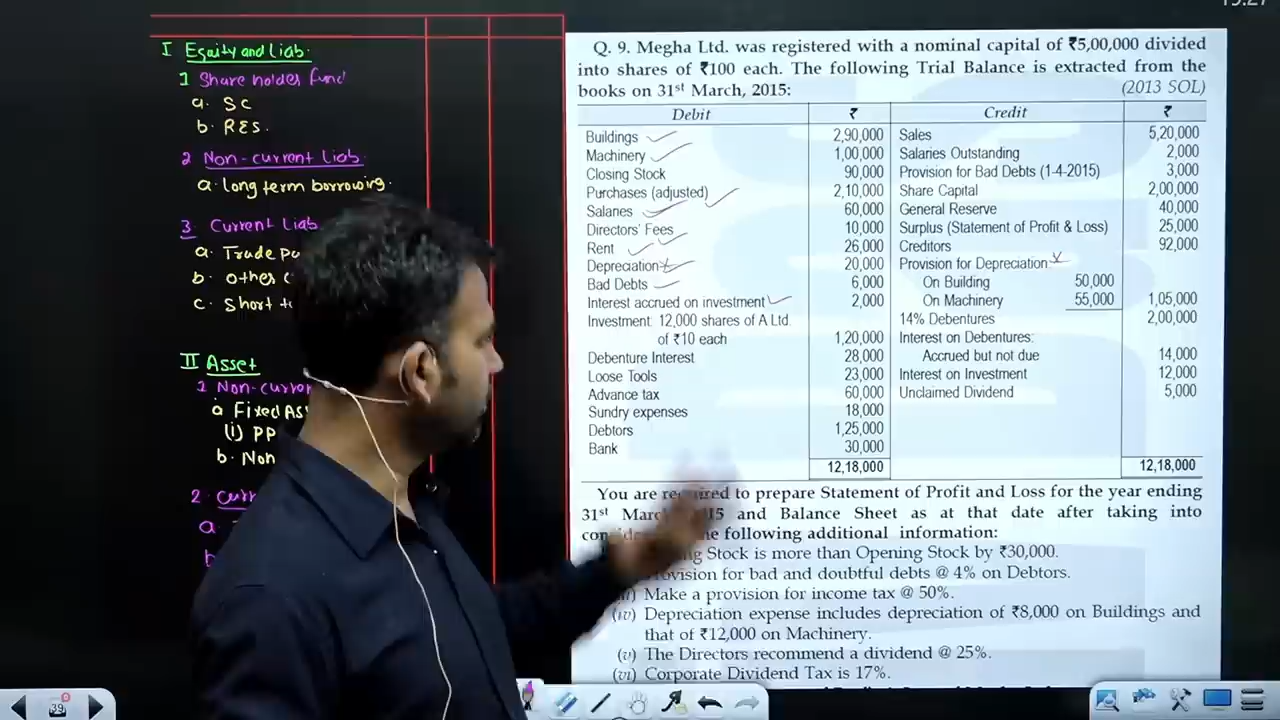 I Equity and Liab.
1 Share holder fund
a. SC
b. RES.
2 Non-current Liab.
a. long term borrowing.
3 Current Liab
a. Trade
b. other
c. Short
II Asset
1 Non-curren
a Fixed Ass
(i) PP
b. Non
2. curr
a
b
Q. 9. Megha Ltd. was registered with a nominal capital of ₹5,00,000 divided
into shares of ₹100 each. The following Trial Balance is extracted from the
books on 31st March, 2015: (2013 SOL)
Debit ₹ Credit ₹
Buildings 2,90,000 Sales 5,20,000
Machinery 1,00,000 Salaries Outstanding 2,000
Closing Stock 90,000 Provision for Bad Debts (1-4-2015) 3,000
Purchases (adjusted) 2,10,000 Share Capital 2,00,000
Salanes 60,000 General Reserve 40,000
Directors' Fees 10,000 Surplus (Statement of Profit & Loss) 25,000
Rent 26,000 Creditors 92,000
Depreciation 20,000 Provision for Depreciation:
Bad Debts 6,000 On Building 50,000
Interest accrued on investment 2,000 On Machinery 55,000 1,05,000
Investment: 12,000 shares of A Ltd. 14% Debentures 2,00,000
of ₹10 each 1,20,000 Interest on Debentures:
Debenture Interest 28,000 Accrued but not due 14,000
Loose Tools 23,000 Interest on Investment 12,000
Advance tax 60,000 Unclaimed Dividend 5,000
Sundry expenses 18,000
Debtors 1,25,000
Bank 30,000
12,18,000 12,18,000
You are required to prepare Statement of Profit and Loss for the year ending
31st March 2015 and Balance Sheet as at that date after taking into
the following additional information:
Stock is more than Opening Stock by ₹30,000.
Provision for bad and doubtful debts @ 4% on Debtors.
Make a provision for income tax @ 50%.
(iv) Depreciation expense includes depreciation of ₹8,000 on Buildings and
that of ₹12,000 on Machinery.
(v) The Directors recommend a dividend @ 25%.
(vi) Corporate Dividend Tax is 17%.
39